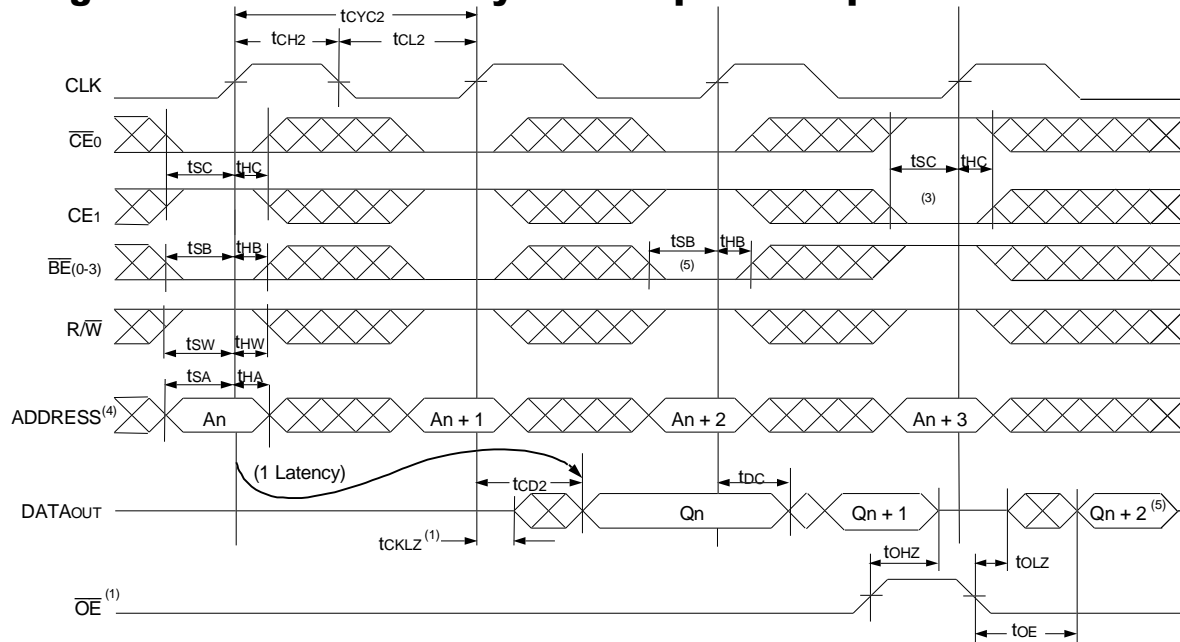 tCYC2
tCH2 tCL2
CLK
CE0
tSC tHC tSC tHC
CE1 (3)
tSB tHB tSB tHB
BE(0-3) (5)
R/W
tSW tHW
tSA tHA
ADDRESS(4) An An + 1 An + 2 An + 3
(1 Latency) tCD2 tDC
DATAOUT Qn Qn + 1 Qn + 2 (5)
tCKLZ (1)
tOHZ tOLZ
OE (1)
tOE